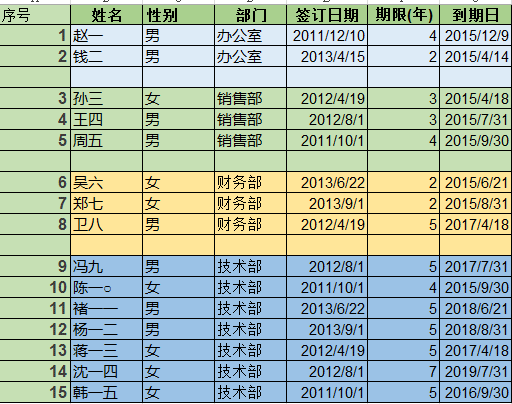 序号 姓名 性别 部门 签订日期 期限(年) 到期日
1 赵一 男 办公室 2011/12/10 4 2015/12/9
2 钱二 男 办公室 2013/4/15 2 2015/4/14
3 孙三 女 销售部 2012/4/19 3 2015/4/18
4 王四 男 销售部 2012/8/1 3 2015/7/31
5 周五 男 销售部 2011/10/1 4 2015/9/30
6 吴六 女 财务部 2013/6/22 2 2015/6/21
7 郑七 女 财务部 2013/9/1 2 2015/8/31
8 卫八 男 财务部 2012/4/19 5 2017/4/18
9 冯九 男 技术部 2012/8/1 5 2017/7/31
10 陈一○ 女 技术部 2011/10/1 4 2015/9/30
11 褚一一 男 技术部 2013/6/22 5 2018/6/21
12 杨一二 男 技术部 2013/9/1 5 2018/8/31
13 蒋一三 女 技术部 2012/4/19 5 2017/4/18
14 沈一四 女 技术部 2012/8/1 7 2019/7/31
15 韩一五 女 技术部 2011/10/1 5 2016/9/30